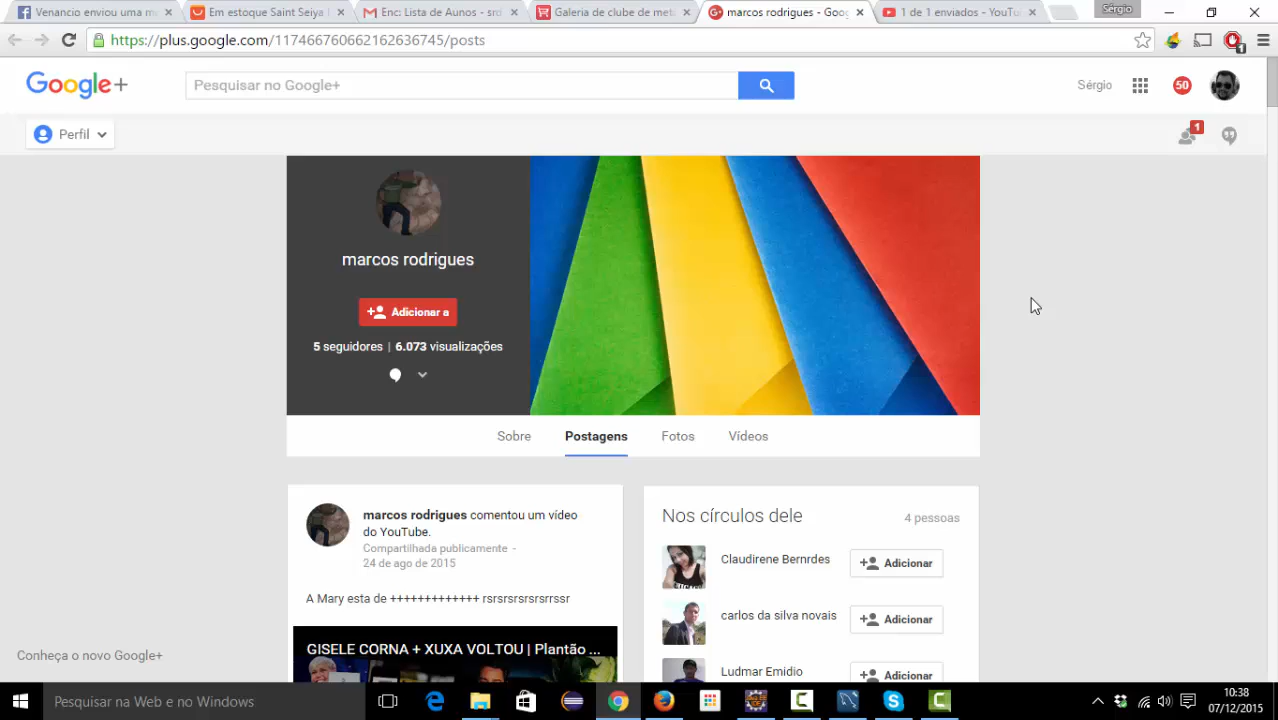 Venancio enviou uma m
Em estoque Saint Seiya
Enc: Lista de Aunos - srd
Galeria de clube de meta
marcos rodrigues - Goog
1 de 1 enviados - YouTu
Sérgio
https://plus.google.com/117466760662162636745/posts
1
Google+
Pesquisar no Google+
Sérgio
50
Perfil
1
marcos rodrigues
Adicionar a
5 seguidores | 6.073 visualizações
Sobre
Postagens
Fotos
Vídeos
marcos rodrigues comentou um vídeo
do YouTube.
Compartilhada publicamente -
24 de ago de 2015
A Mary esta de +++++++++++++ rsrsrsrsrsrrssr
GISELE CORNA + XUXA VOLTOU | Plantão ...
Nos círculos dele
4 pessoas
Claudirene Bernrdes
Adicionar
carlos da silva novais
Adicionar
Ludmar Emidio
Adicionar
Conheça o novo Google+
Pesquisar na Web e no Windows
10:38
07/12/2015